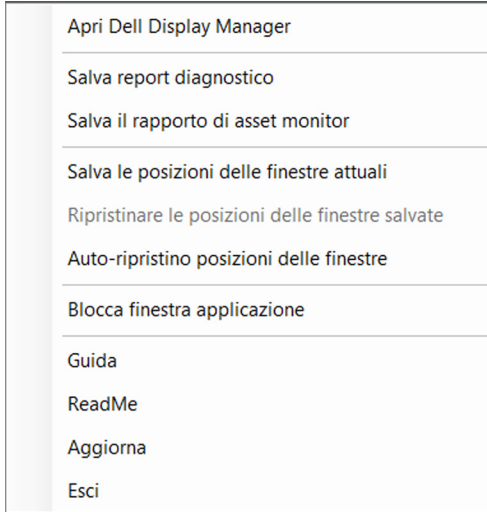 Apri Dell Display Manager
Salva report diagnostico
Salva il rapporto di asset monitor
Salva le posizioni delle finestre attuali
Ripristinare le posizioni delle finestre salvate
Auto-ripristino posizioni delle finestre
Blocca finestra applicazione
Guida
ReadMe
Aggiorna
Esci